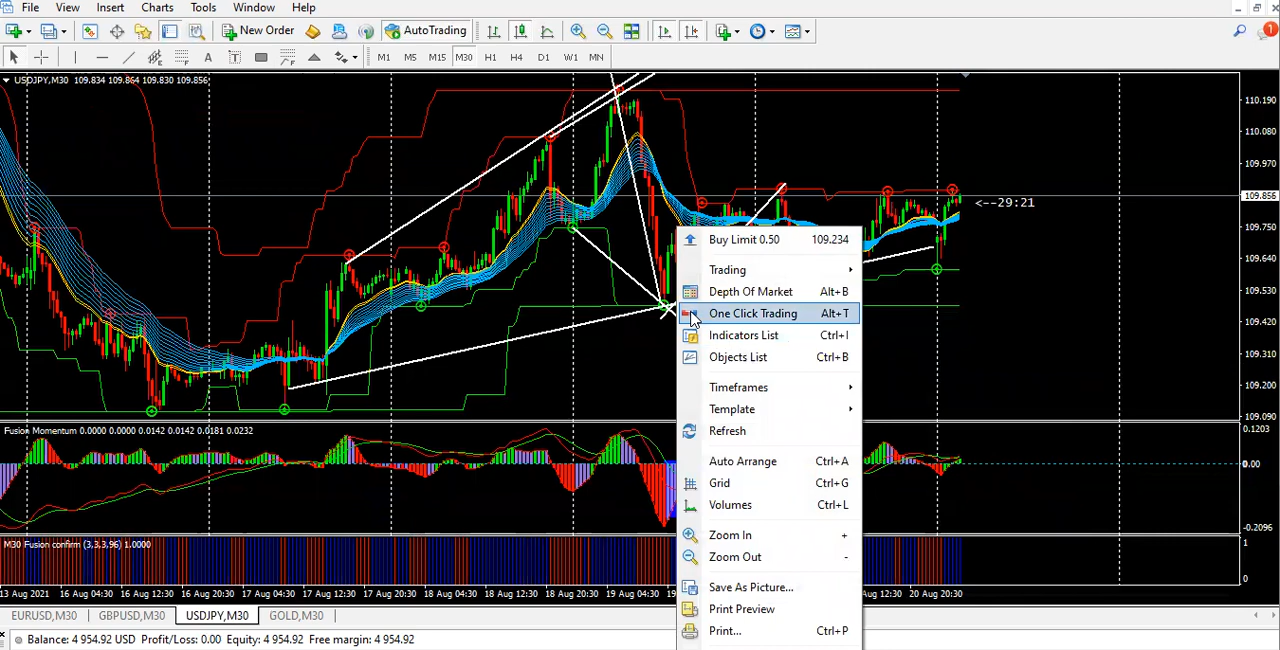 File View Insert Charts Tools Window Help
New Order AutoTrading 1
A T M1 M5 M15 M30 H1 H4 D1 W1 MN
USDJPY,M30 109.834 109.864 109.830 109.856
110.190
110.080
109.970
109.856
<--29:21
109.750
109.640
109.530
109.420
109.310
109.200
109.090
Buy Limit 0.50 109.234
Trading
Depth Of Market Alt+B
One Click Trading Alt+T
Indicators List Ctrl+I
Objects List Ctrl+B
Timeframes
Template
Refresh
Auto Arrange Ctrl+A
Grid Ctrl+G
Volumes Ctrl+L
Zoom In +
Zoom Out -
Save As Picture...
Print Preview
Print... Ctrl+P
Fusion Momentum 0.0000 0.0000 0.0142 0.0142 0.0181 0.0232
0.1203
0.00
-0.2096
M30 Fusion confirm (3,3,3,96) 1.0000
1
0
13 Aug 2021 16 Aug 04:30 16 Aug 12:30 16 Aug 20:30 17 Aug 04:30 17 Aug 12:30 17 Aug 20:30 18 Aug 04:30 18 Aug 12:30 18 Aug 20:30 19 Aug 04:30 19 Aug 12:30 20 Aug 20:30
EURUSD,M30 GBPUSD,M30 USDJPY,M30 GOLD,M30
Balance: 4 954.92 USD Profit/Loss: 0.00 Equity: 4 954.92 Free margin: 4 954.92